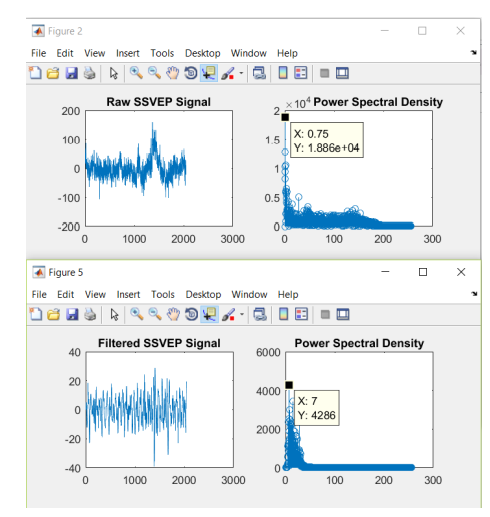 Figure 2
File Edit View Insert Tools Desktop Window Help
Raw SSVEP Signal
200
100
0
-100
-200
0 1000 2000 3000
×10⁴ Power Spectral Density
2
1.5
1
0.5
0
X: 0.75
Y: 1.886e+04
0 100 200 300
Figure 5
File Edit View Insert Tools Desktop Window Help
Filtered SSVEP Signal
40
20
0
-20
-40
0 1000 2000 3000
Power Spectral Density
6000
4000
2000
0
X: 7
Y: 4286
0 100 200 300